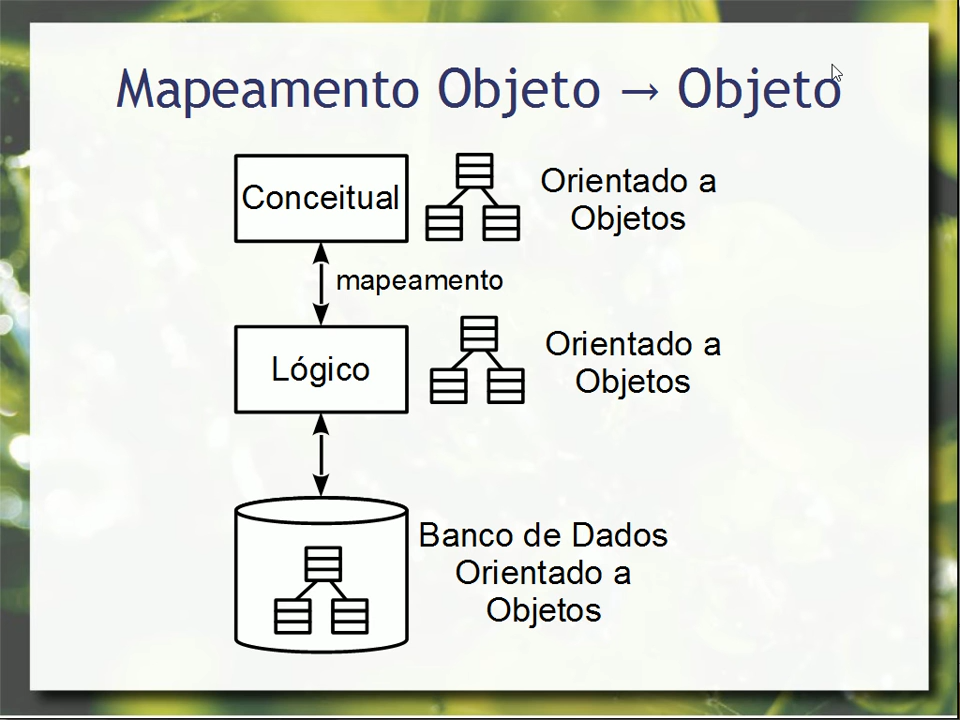 Mapeamento Objeto → Objeto
Conceitual
Orientado a
Objetos
mapeamento
Lógico
Orientado a
Objetos
Banco de Dados
Orientado a
Objetos